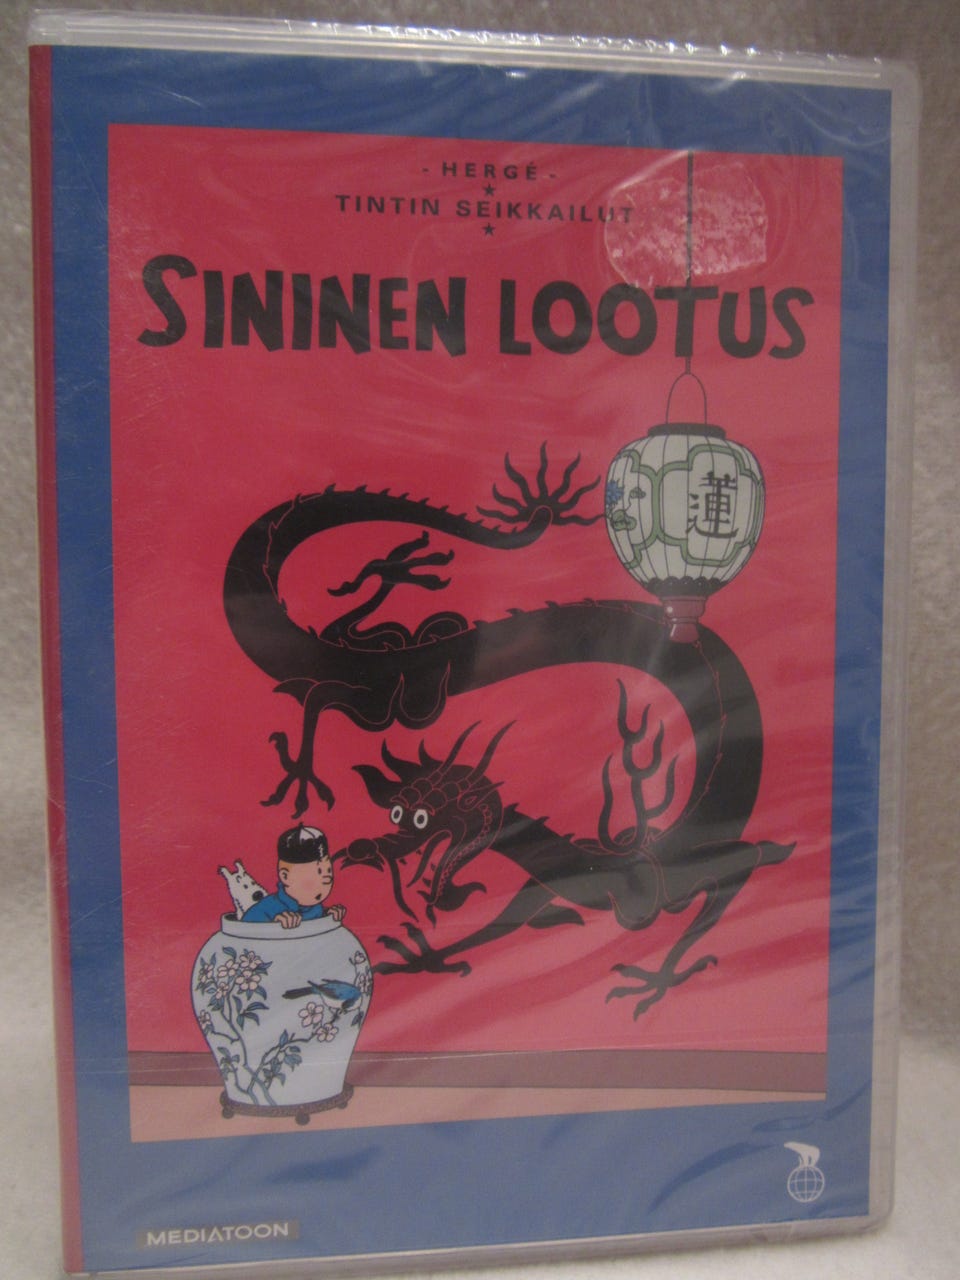 - HERGÉ -
TINTIN SEIKKAILUT
SININEN LOOTUS
蓮
MEDIATOON